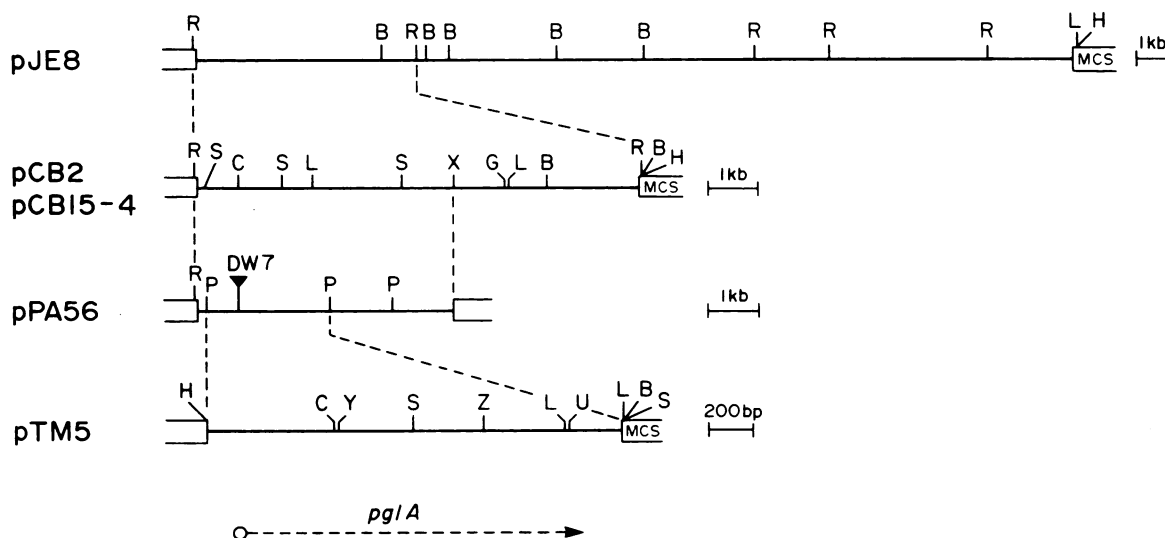 R B R B B B B R R R L H
pJE8 MCS 1kb
R S C S L S X G L B R B H
pCB2 MCS 1kb
pCB15-4
R P DW7 P P
pPA56 1kb
H C Y S Z L U L B S
pTM5 MCS 200bp
pglA